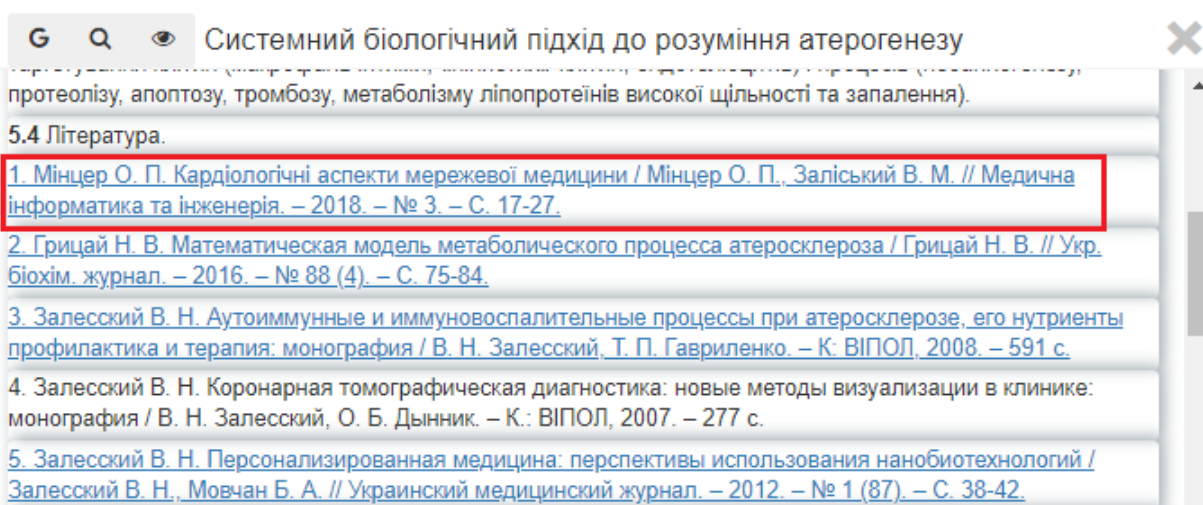 G Системний біологічний підхід до розуміння атерогенезу
протеолізу, апоптозу, тромбозу, метаболізму ліпопротеїнів високої щільності та запалення).
5.4 Література.
1. Мінцер О. П. Кардіологічні аспекти мережевої медицини / Мінцер О. П., Заліський В. М. // Медична
інформатика та інженерія. – 2018. – № 3. – С. 17-27.
2. Грицай Н. В. Математическая модель метаболического процесса атеросклероза / Грицай Н. В. // Укр.
біохім. журнал. – 2016. – № 88 (4). – С. 75-84.
3. Залесский В. Н. Аутоиммунные и иммуновоспалительные процессы при атеросклерозе, его нутриенты
профилактика и терапия: монография / В. Н. Залесский, Т. П. Гавриленко. – К: ВІПОЛ, 2008. – 591 с.
4. Залесский В. Н. Коронарная томографическая диагностика: новые методы визуализации в клинике:
монография / В. Н. Залесский, О. Б. Дынник. – К.: ВІПОЛ, 2007. – 277 с.
5. Залесский В. Н. Персонализированная медицина: перспективы использования нанобиотехнологий /
Залесский В. Н., Мовчан Б. А. // Украинский медицинский журнал. – 2012. – № 1 (87). – С. 38-42.